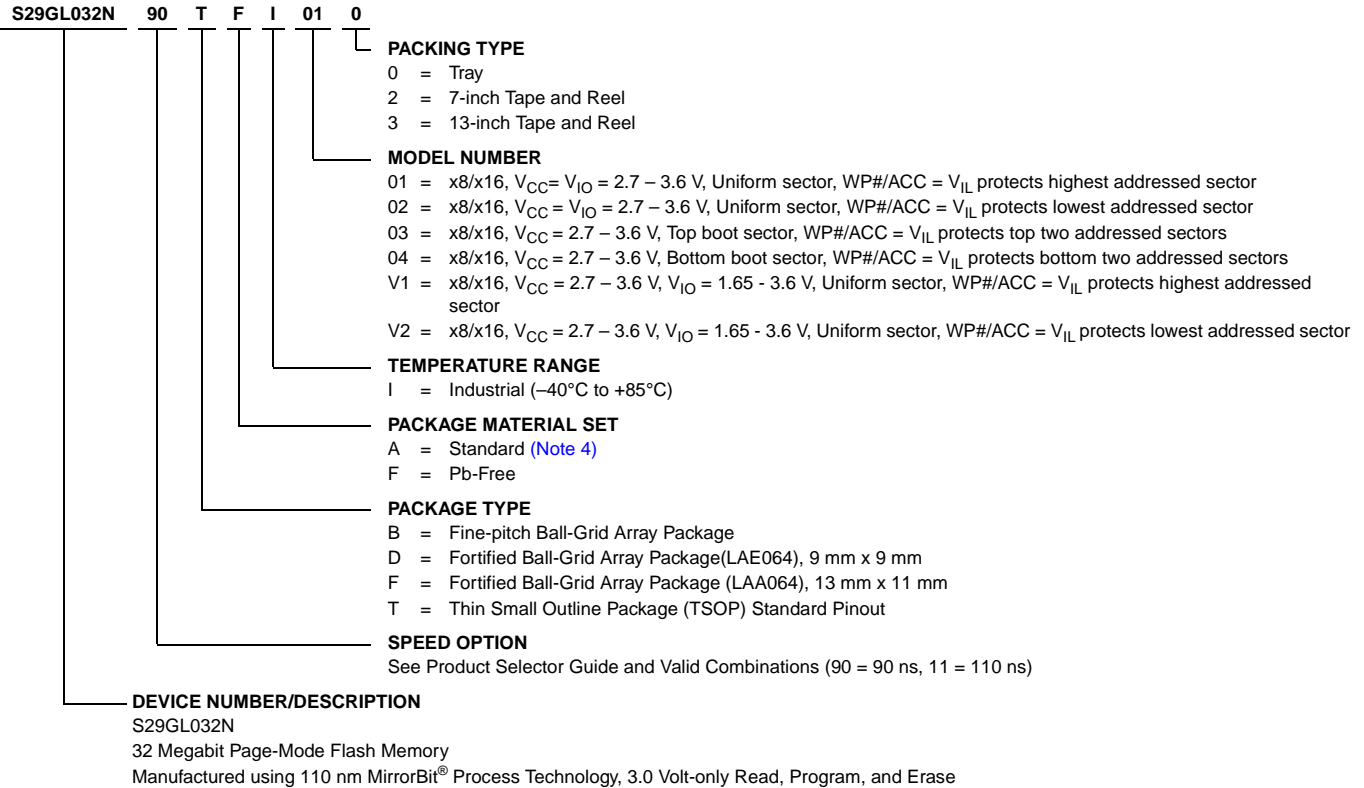 S29GL032N 90 T F I 01 0
PACKING TYPE
0 = Tray
2 = 7-inch Tape and Reel
3 = 13-inch Tape and Reel
MODEL NUMBER
01 = x8/x16, VCC= VIO = 2.7 – 3.6 V, Uniform sector, WP#/ACC = VIL protects highest addressed sector
02 = x8/x16, VCC = VIO = 2.7 – 3.6 V, Uniform sector, WP#/ACC = VIL protects lowest addressed sector
03 = x8/x16, VCC = 2.7 – 3.6 V, Top boot sector, WP#/ACC = VIL protects top two addressed sectors
04 = x8/x16, VCC = 2.7 – 3.6 V, Bottom boot sector, WP#/ACC = VIL protects bottom two addressed sectors
V1 = x8/x16, VCC = 2.7 – 3.6 V, VIO = 1.65 - 3.6 V, Uniform sector, WP#/ACC = VIL protects highest addressed
sector
V2 = x8/x16, VCC = 2.7 – 3.6 V, VIO = 1.65 - 3.6 V, Uniform sector, WP#/ACC = VIL protects lowest addressed sector
TEMPERATURE RANGE
I = Industrial (–40°C to +85°C)
PACKAGE MATERIAL SET
A = Standard (Note 4)
F = Pb-Free
PACKAGE TYPE
B = Fine-pitch Ball-Grid Array Package
D = Fortified Ball-Grid Array Package(LAE064), 9 mm x 9 mm
F = Fortified Ball-Grid Array Package (LAA064), 13 mm x 11 mm
T = Thin Small Outline Package (TSOP) Standard Pinout
SPEED OPTION
See Product Selector Guide and Valid Combinations (90 = 90 ns, 11 = 110 ns)
DEVICE NUMBER/DESCRIPTION
S29GL032N
32 Megabit Page-Mode Flash Memory
Manufactured using 110 nm MirrorBit® Process Technology, 3.0 Volt-only Read, Program, and Erase